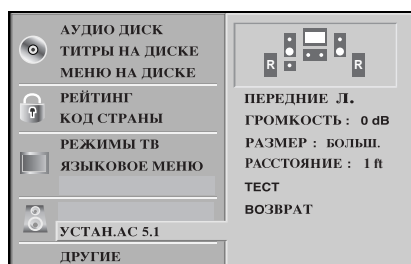 АУДИО ДИСК
ТИТРЫ НА ДИСКЕ
МЕНЮ НА ДИСКЕ
РЕЙТИНГ
КОД СТРАНЫ
РЕЖИМЫ ТВ
ЯЗЫКОВОЕ МЕНЮ
УСТАН.АС 5.1
ДРУГИЕ
R R
ПЕРЕДНИЕ Л.
ГРОМКОСТЬ : 0 dB
РАЗМЕР : БОЛЬШ.
РАССТОЯНИЕ : 1 ft
ТЕСТ
ВОЗВРАТ